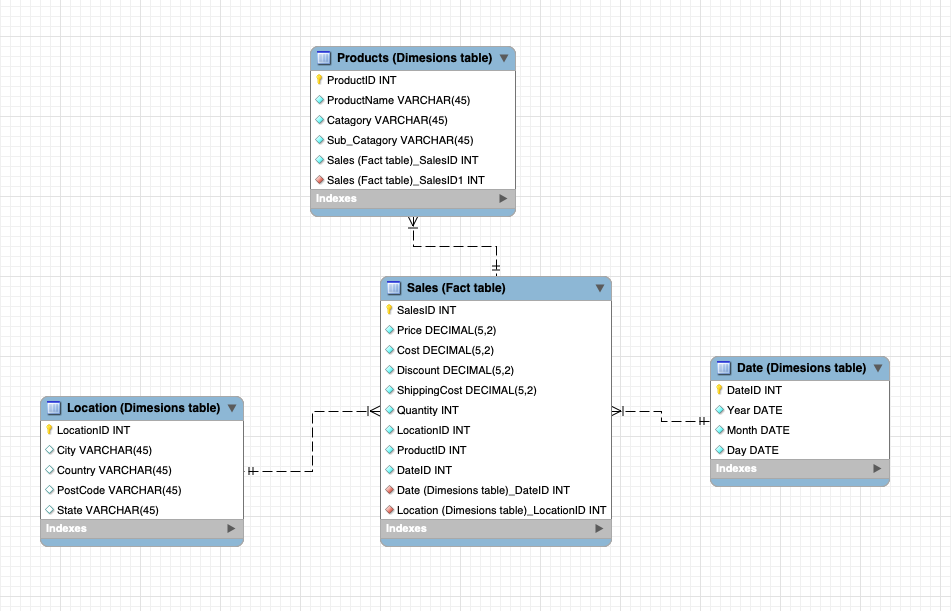 Products (Dimesions table)
ProductID INT
ProductName VARCHAR(45)
Catagory VARCHAR(45)
Sub_Catagory VARCHAR(45)
Sales (Fact table)_SalesID INT
Sales (Fact table)_SalesID1 INT
Indexes
Sales (Fact table)
SalesID INT
Price DECIMAL(5,2)
Cost DECIMAL(5,2)
Discount DECIMAL(5,2)
ShippingCost DECIMAL(5,2)
Quantity INT
LocationID INT
ProductID INT
DateID INT
Date (Dimesions table)_DateID INT
Location (Dimesions table)_LocationID INT
Indexes
Date (Dimesions table)
DateID INT
Year DATE
Month DATE
Day DATE
Indexes
Location (Dimesions table)
LocationID INT
City VARCHAR(45)
Country VARCHAR(45)
PostCode VARCHAR(45)
State VARCHAR(45)
Indexes